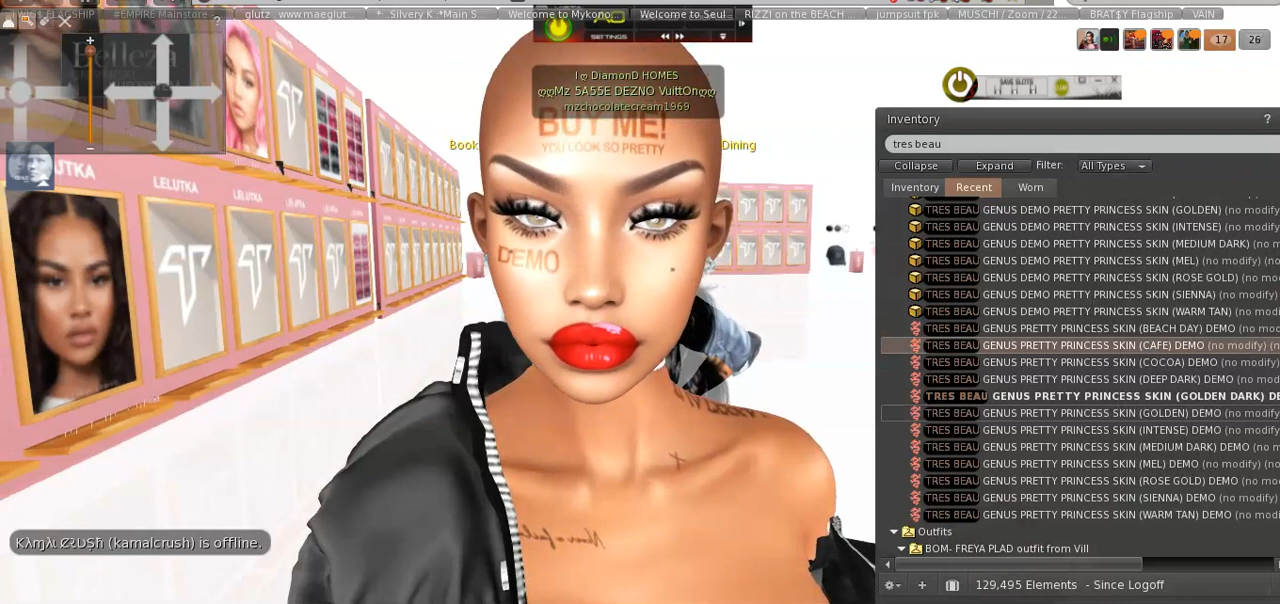 #EMPIRE Mainstore
glutz_ www.maeglut...
*. .Silvery K..*Main S...
Welcome to Mykono...
Welcome to Seul
RIZZI on the BEACH ...
jumpsuit fpk
MUSCHI / Zoom / 22...
BRAT$Y Flagship
VAIN
SETTINGS
17
26
Belleza
SAVE SLOTS
I ღ DiamonD HOMES
ღღMz 5A55E DEZNO VuittOnღღ
mzchocolatecream1969
BUY ME!
YOU LOOK SO PRETTY
Book
Dining
DEMO
LELUTKA
LELUTKA
LELUTKA
Inventory
?
tres beau
Collapse
Expand
Filter:
All Types
Inventory
Recent
Worn
TRES BEAU GENUS DEMO PRETTY PRINCESS SKIN (GOLDEN) (no modify)
TRES BEAU GENUS DEMO PRETTY PRINCESS SKIN (INTENSE) (no modify
TRES BEAU GENUS DEMO PRETTY PRINCESS SKIN (MEDIUM DARK) (no
TRES BEAU GENUS DEMO PRETTY PRINCESS SKIN (MEL) (no modify)
TRES BEAU GENUS DEMO PRETTY PRINCESS SKIN (ROSE GOLD) (no
TRES BEAU GENUS DEMO PRETTY PRINCESS SKIN (SIENNA) (no modify)
TRES BEAU GENUS DEMO PRETTY PRINCESS SKIN (WARM TAN) (no
TRES BEAU GENUS PRETTY PRINCESS SKIN (BEACH DAY) DEMO (no
TRES BEAU GENUS PRETTY PRINCESS SKIN (CAFE) DEMO (no modify) (n
TRES BEAU GENUS PRETTY PRINCESS SKIN (COCOA) DEMO (no modify)
TRES BEAU GENUS PRETTY PRINCESS SKIN (DEEP DARK) DEMO (no
TRES BEAU GENUS PRETTY PRINCESS SKIN (GOLDEN DARK) DE
TRES BEAU GENUS PRETTY PRINCESS SKIN (GOLDEN) DEMO (no modify)
TRES BEAU GENUS PRETTY PRINCESS SKIN (INTENSE) DEMO (no modify)
TRES BEAU GENUS PRETTY PRINCESS SKIN (MEDIUM DARK) DEMO (no
TRES BEAU GENUS PRETTY PRINCESS SKIN (MEL) DEMO (no modify) (no
TRES BEAU GENUS PRETTY PRINCESS SKIN (ROSE GOLD) DEMO (no
TRES BEAU GENUS PRETTY PRINCESS SKIN (SIENNA) DEMO (no modify)
TRES BEAU GENUS PRETTY PRINCESS SKIN (WARM TAN) DEMO (no
Outfits
BOM- FREYA PLAD outfit from Vill
129,495 Elements - Since Logoff
(kamalcrush) is offline.